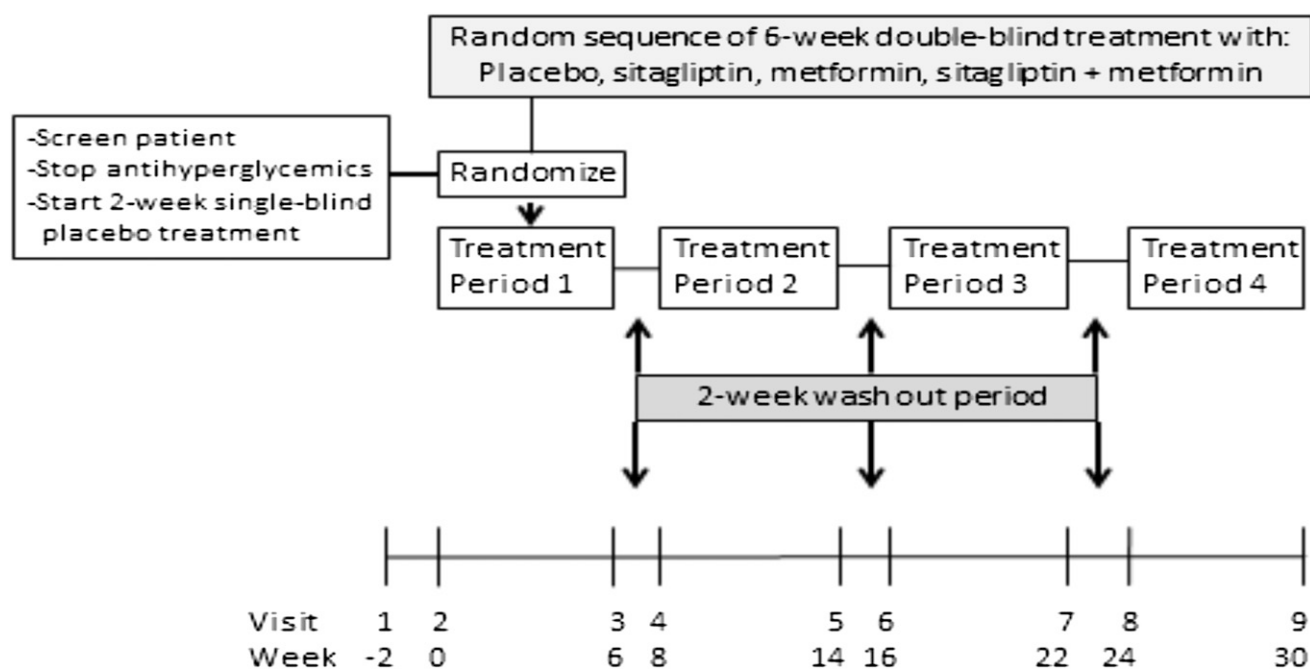 Random sequence of 6-week double-blind treatment with:
Placebo, sitagliptin, metformin, sitagliptin + metformin
-Screen patient
-Stop antihyperglycemics
-Start 2-week single-blind
placebo treatment
Randomize
Treatment
Period 1
Treatment
Period 2
Treatment
Period 3
Treatment
Period 4
2-week wash out period
Visit 1 2 3 4 5 6 7 8 9
Week -2 0 6 8 14 16 22 24 30